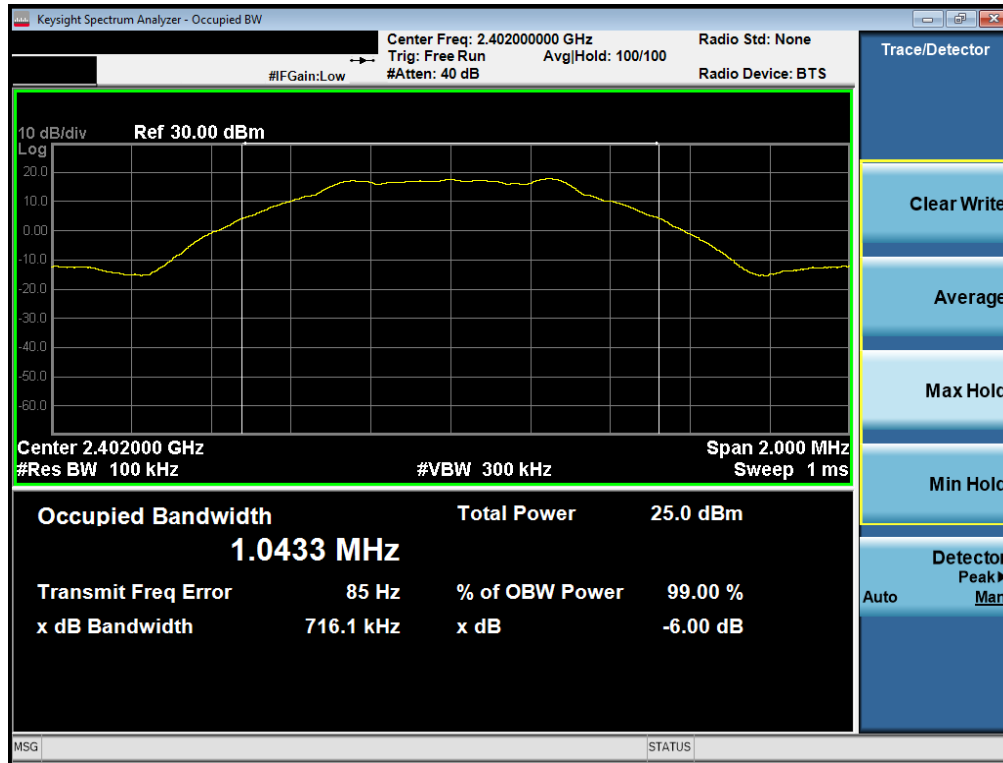 Keysight Spectrum Analyzer - Occupied BW
Center Freq: 2.402000000 GHz Radio Std: None
Trig: Free Run Avg|Hold: 100/100
#IFGain:Low #Atten: 40 dB Radio Device: BTS
10 dB/div Ref 30.00 dBm
Log
20.0
10.0
0.00
-10.0
-20.0
-30.0
-40.0
-50.0
-60.0
Center 2.402000 GHz Span 2.000 MHz
#Res BW 100 kHz #VBW 300 kHz Sweep 1 ms
Occupied Bandwidth Total Power 25.0 dBm
1.0433 MHz
Transmit Freq Error 85 Hz % of OBW Power 99.00 %
x dB Bandwidth 716.1 kHz x dB -6.00 dB
MSG STATUS
Trace/Detector
Clear Write
Average
Max Hold
Min Hold
Detector
Peak▶
Auto Man